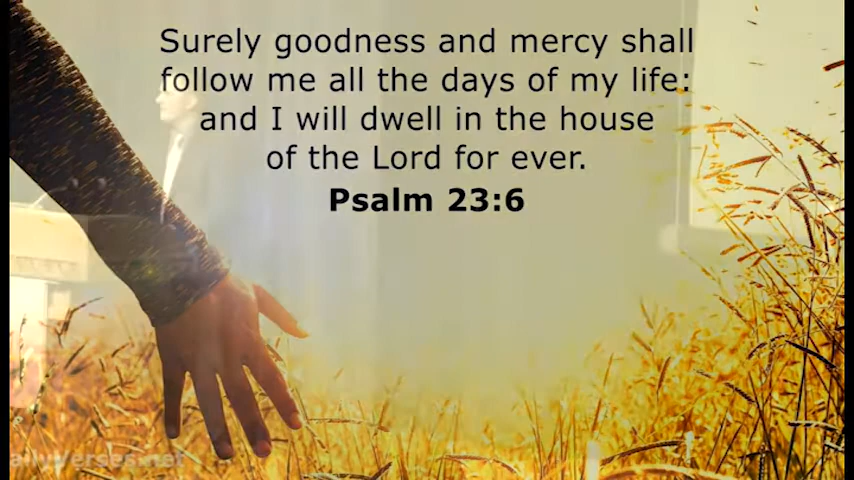 Surely goodness and mercy shall
follow me all the days of my life:
and I will dwell in the house
of the Lord for ever.
Psalm 23:6